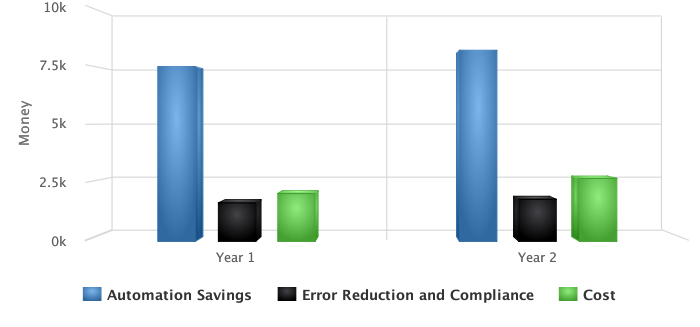 10k
7.5k
5k
2.5k
0k
Money
Year 1
Year 2
Automation Savings
Error Reduction and Compliance
Cost